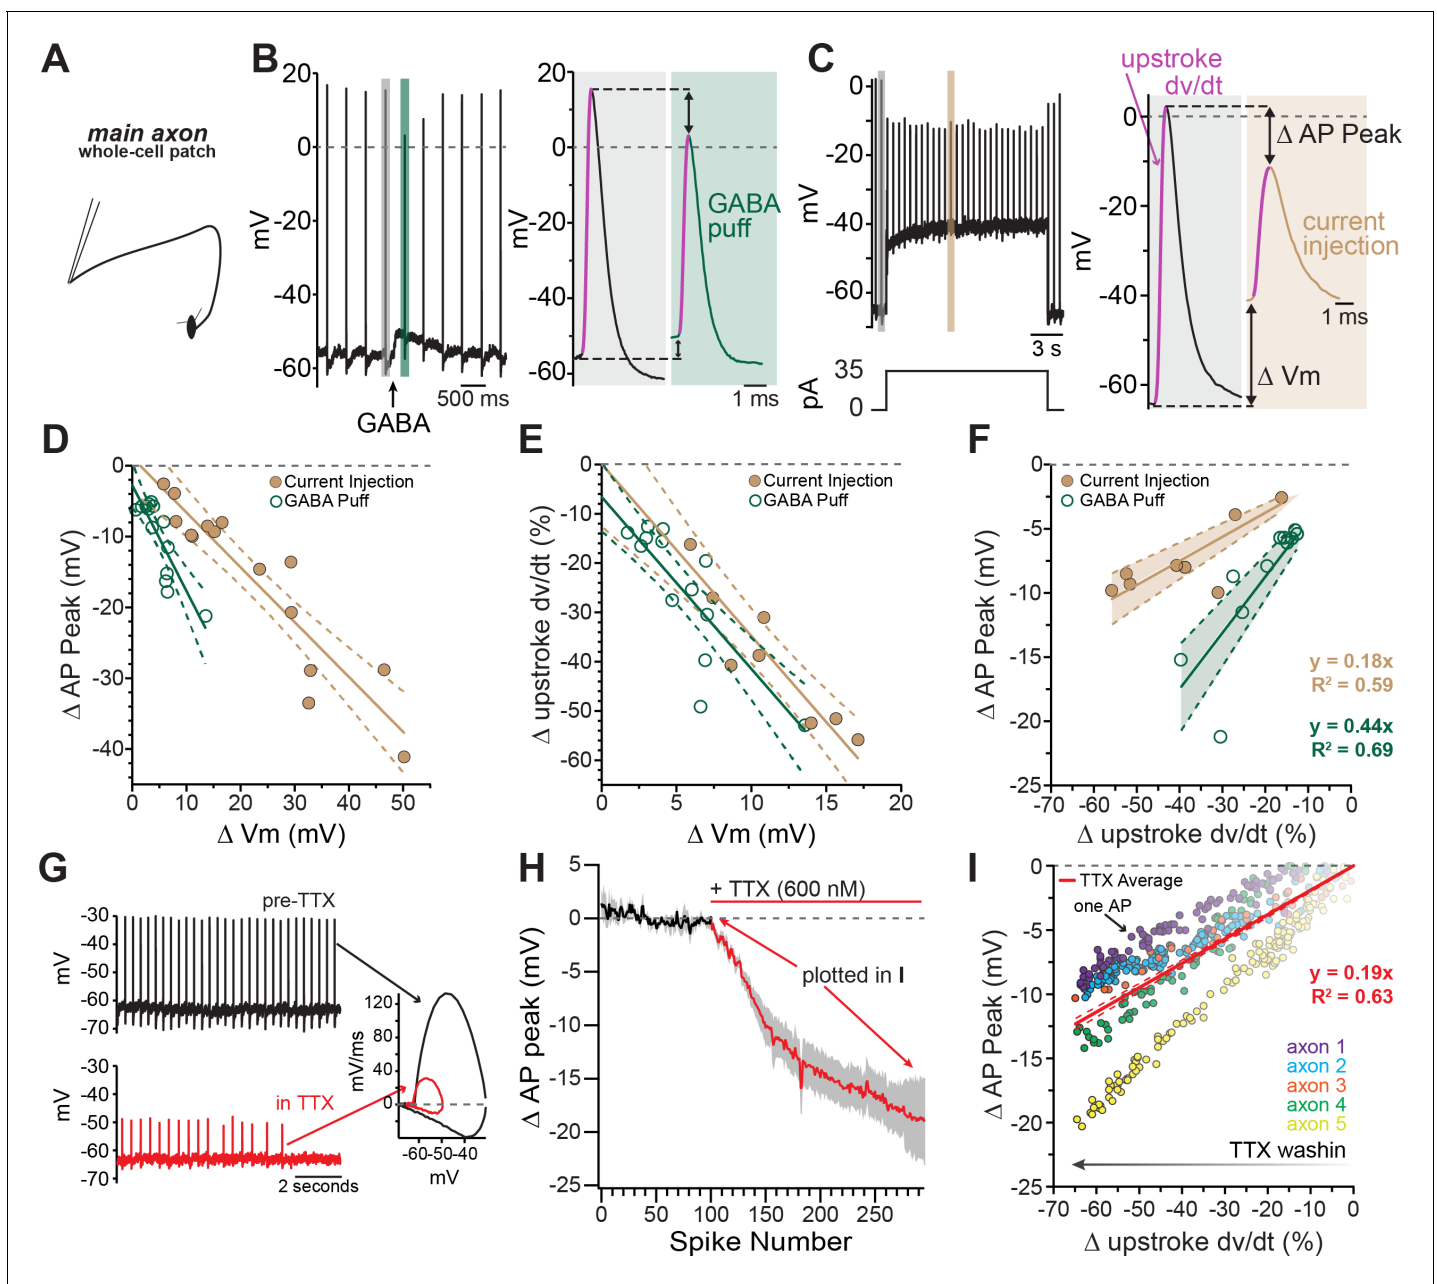 A
main axon
whole-cell patch
B
20
0
-20
-40
-60
mV
GABA
500 ms
20
0
-20
-40
-60
mV
GABA
puff
1 ms
C
0
-20
-40
-60
mV
3 s
35
0
pA
upstroke
dv/dt
0
-20
-40
-60
mV
Δ AP Peak
current
injection
1 ms
Δ Vm
D
0
-10
-20
-30
-40
Δ AP Peak (mV)
Current Injection
GABA Puff
0 10 20 30 40 50
Δ Vm (mV)
E
0
-10
-20
-30
-40
-50
-60
Δ upstroke dv/dt (%)
Current Injection
GABA Puff
0 5 10 15 20
Δ Vm (mV)
F
0
-5
-10
-15
-20
-25
Δ AP Peak (mV)
Current Injection
GABA Puff
y = 0.18x
R² = 0.59
y = 0.44x
R² = 0.69
-70 -60 -50 -40 -30 -20 -10 0
Δ upstroke dv/dt (%)
G
pre-TTX
-30
-40
-50
-60
-70
mV
-30
-40
-50
-60
-70
mV
in TTX
2 seconds
120
80
40
0
mV/ms
-60-50-40
mV
H
5
0
-5
-10
-15
-20
-25
Δ AP peak (mV)
+ TTX (600 nM)
plotted in I
0 50 100 150 200 250
Spike Number
I
0
-5
-10
-15
-20
-25
Δ AP Peak (mV)
TTX Average
one AP
y = 0.19x
R² = 0.63
axon 1
axon 2
axon 3
axon 4
axon 5
TTX washin
-70 -60 -50 -40 -30 -20 -10 0
Δ upstroke dv/dt (%)